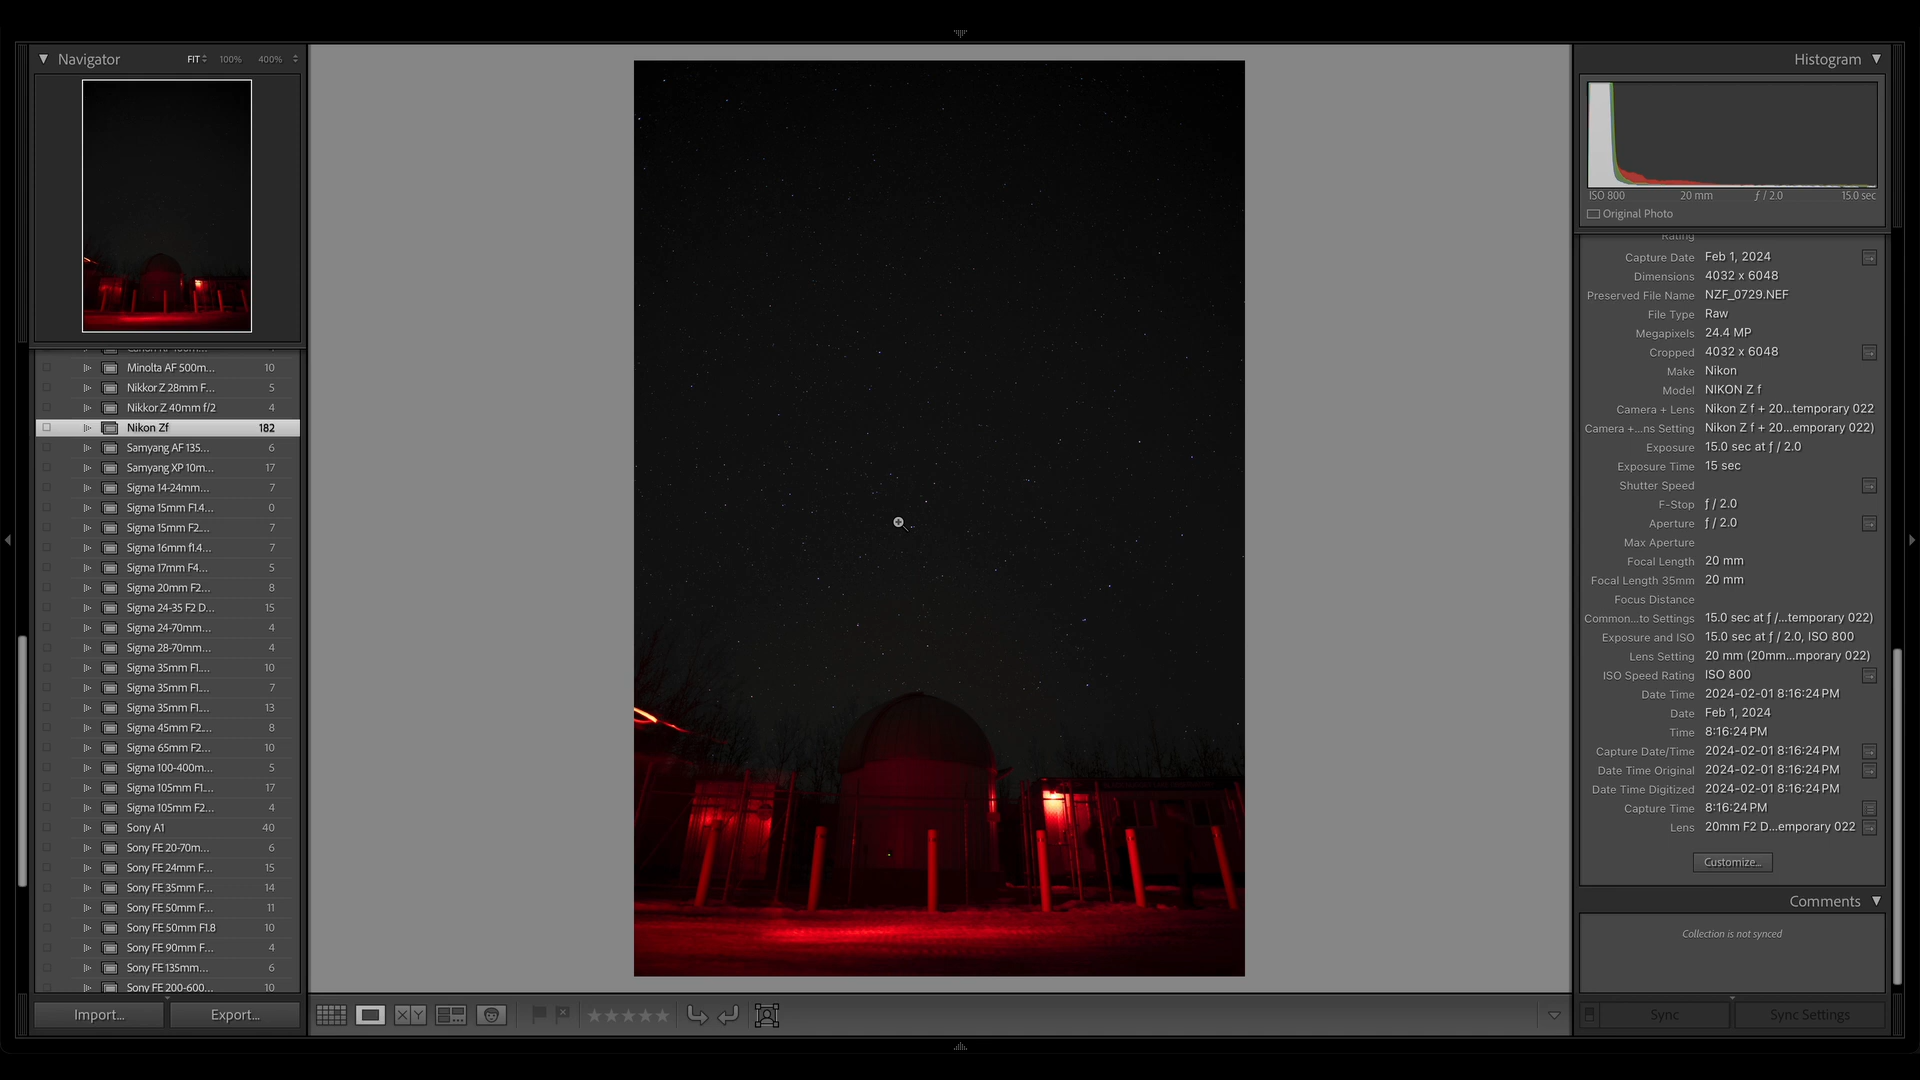 Navigator
FIT 100% 400%
Minolta AF 500m... 10
Nikkor Z 28mm F... 5
Nikkor Z 40mm f/2 4
Nikon Zf 182
Samyang AF 135... 6
Samyang XP 10m... 17
Sigma 14-24mm... 7
Sigma 15mm F1.4... 0
Sigma 15mm F2.... 7
Sigma 16mm f1.4... 7
Sigma 17mm F4... 5
Sigma 20mm F2... 8
Sigma 24-35 F2 D... 15
Sigma 24-70mm... 4
Sigma 28-70mm... 4
Sigma 35mm F1.... 10
Sigma 35mm F1.... 7
Sigma 35mm F1.... 13
Sigma 45mm F2.... 8
Sigma 65mm F2... 10
Sigma 100-400m... 5
Sigma 105mm F1... 17
Sigma 105mm F2... 4
Sony A1 40
Sony FE 20-70m... 6
Sony FE 24mm F... 15
Sony FE 35mm F... 14
Sony FE 50mm F... 11
Sony FE 50mm F1.8 10
Sony FE 90mm F... 4
Sony FE 135mm... 6
Sony FE 200-600... 10
Import... Export...
X Y
Histogram
ISO 800 20 mm ƒ / 2.0 15.0 sec
Original Photo
Rating
Capture Date Feb 1, 2024
Dimensions 4032 x 6048
Preserved File Name NZF_0729.NEF
File Type Raw
Megapixels 24.4 MP
Cropped 4032 x 6048
Make Nikon
Model NIKON Z f
Camera + Lens Nikon Z f + 20...temporary 022
Camera +...ns Setting Nikon Z f + 20...emporary 022)
Exposure 15.0 sec at ƒ / 2.0
Exposure Time 15 sec
Shutter Speed
F-Stop ƒ / 2.0
Aperture ƒ / 2.0
Max Aperture
Focal Length 20 mm
Focal Length 35mm 20 mm
Focus Distance
Common...to Settings 15.0 sec at ƒ /...temporary 022)
Exposure and ISO 15.0 sec at ƒ / 2.0, ISO 800
Lens Setting 20 mm (20mm...mporary 022)
ISO Speed Rating ISO 800
Date Time 2024-02-01 8:16:24 PM
Date Feb 1, 2024
Time 8:16:24 PM
Capture Date/Time 2024-02-01 8:16:24 PM
Date Time Original 2024-02-01 8:16:24 PM
Date Time Digitized 2024-02-01 8:16:24 PM
Capture Time 8:16:24 PM
Lens 20mm F2 D...emporary 022
Customize...
Comments
Collection is not synced
Sync Sync Settings